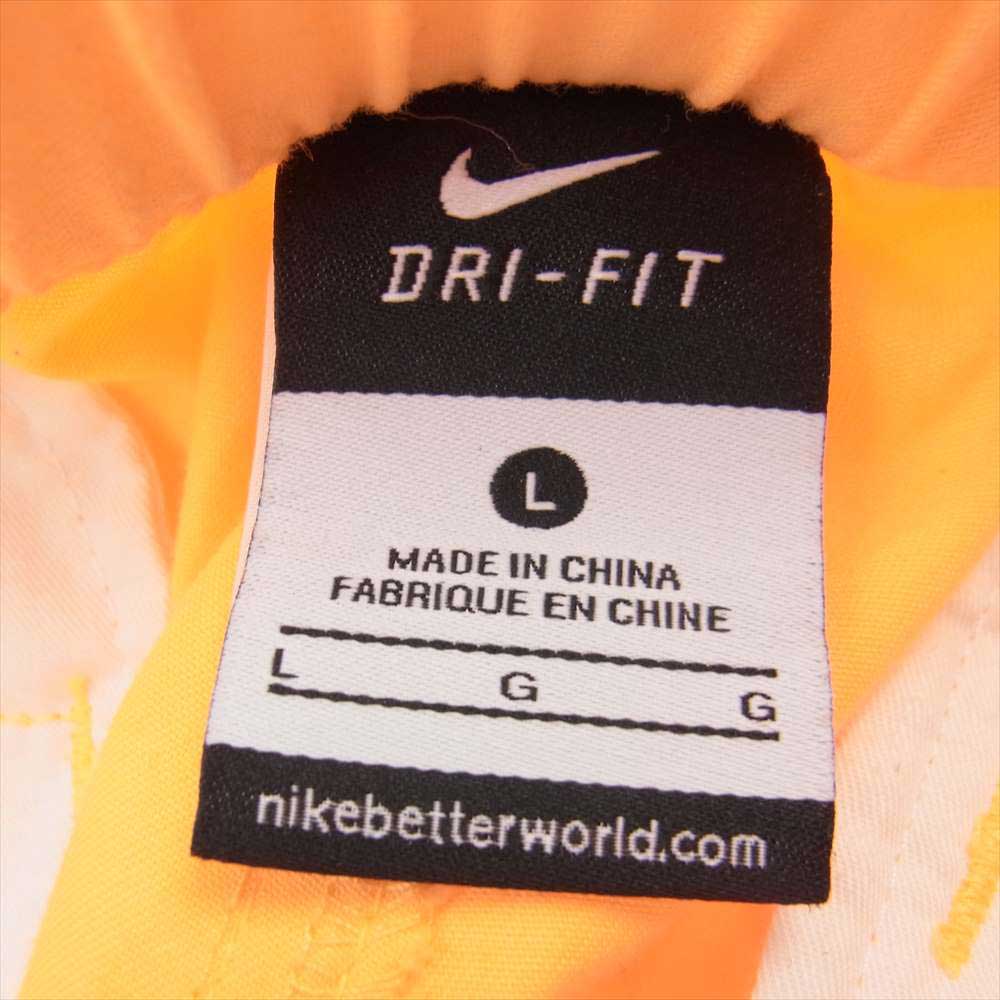 DRI-FIT
L
MADE IN CHINA
FABRIQUE EN CHINE
L G G
nikebetterworld.com